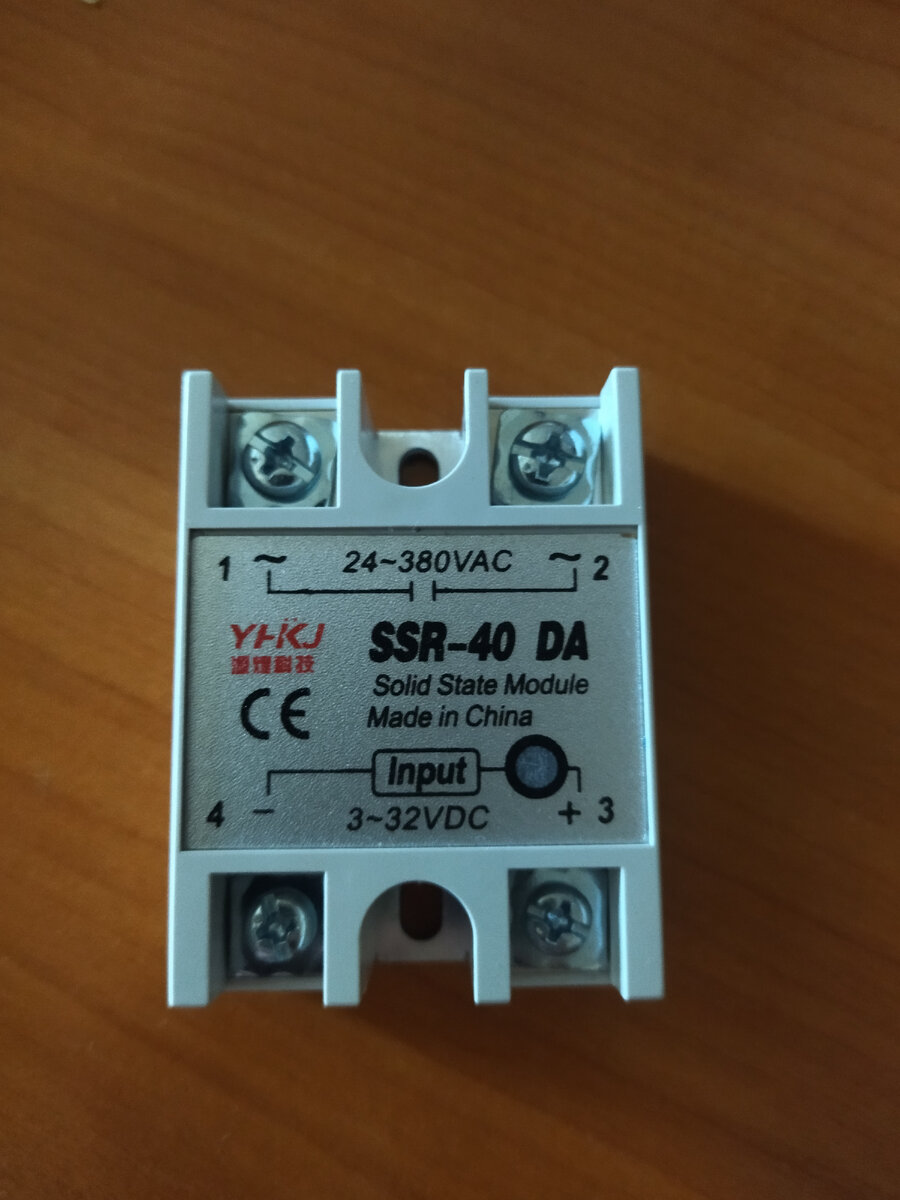 1 ~ 24~380VAC ~ 2
YHKJ
源煌科技
SSR-40 DA
Solid State Module
Made in China
CE
Input
4 - 3~32VDC + 3